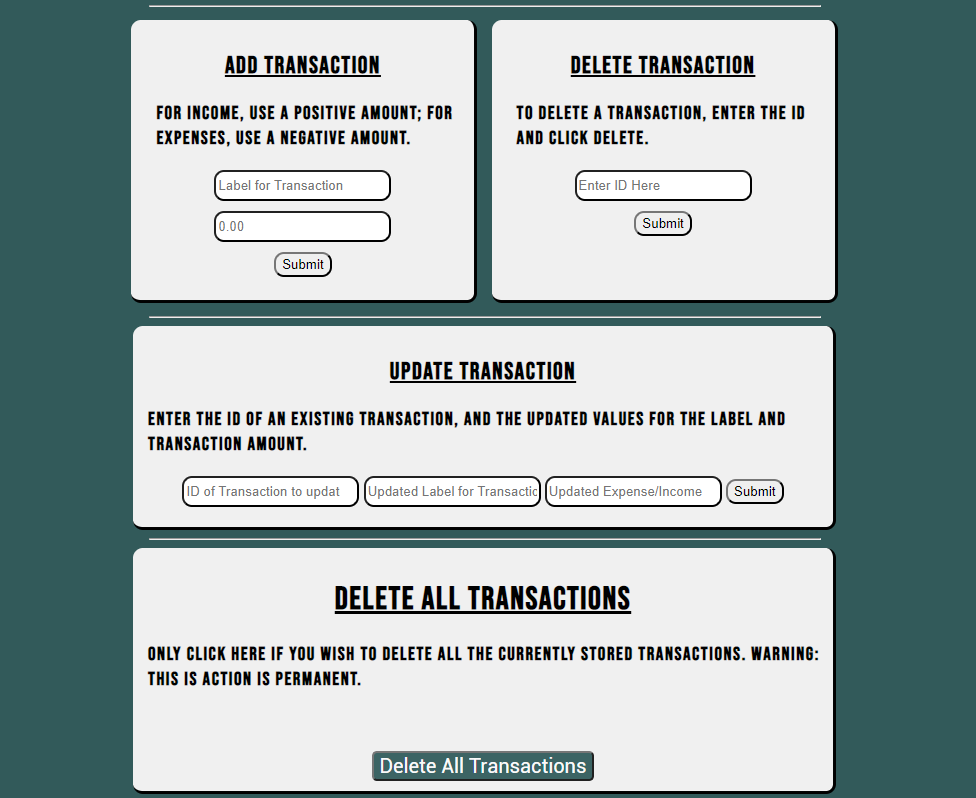 ADD TRANSACTION
FOR INCOME, USE A POSITIVE AMOUNT; FOR
EXPENSES, USE A NEGATIVE AMOUNT.
Label for Transaction
0.00
Submit
DELETE TRANSACTION
TO DELETE A TRANSACTION, ENTER THE ID
AND CLICK DELETE.
Enter ID Here
Submit
UPDATE TRANSACTION
ENTER THE ID OF AN EXISTING TRANSACTION, AND THE UPDATED VALUES FOR THE LABEL AND
TRANSACTION AMOUNT.
ID of Transaction to updat Updated Label for Transactic Updated Expense/Income Submit
DELETE ALL TRANSACTIONS
ONLY CLICK HERE IF YOU WISH TO DELETE ALL THE CURRENTLY STORED TRANSACTIONS. WARNING:
THIS IS ACTION IS PERMANENT.
Delete All Transactions